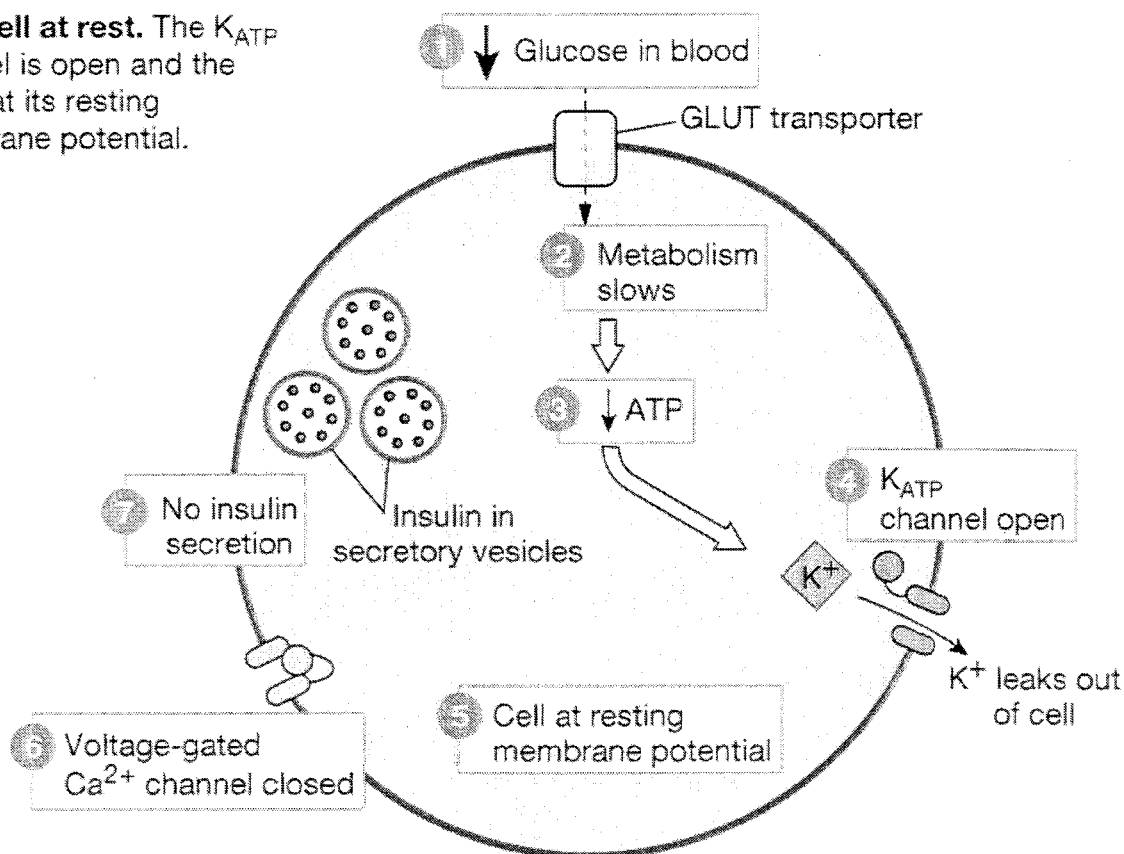 ell at rest. The KATP
el is open and the
at its resting
rane potential.
1 ↓ Glucose in blood
GLUT transporter
2 Metabolism
slows
3 ↓ ATP
4 KATP
channel open
K+
K+ leaks out
of cell
5 Cell at resting
membrane potential
6 Voltage-gated
Ca2+ channel closed
7 No insulin
secretion
Insulin in
secretory vesicles